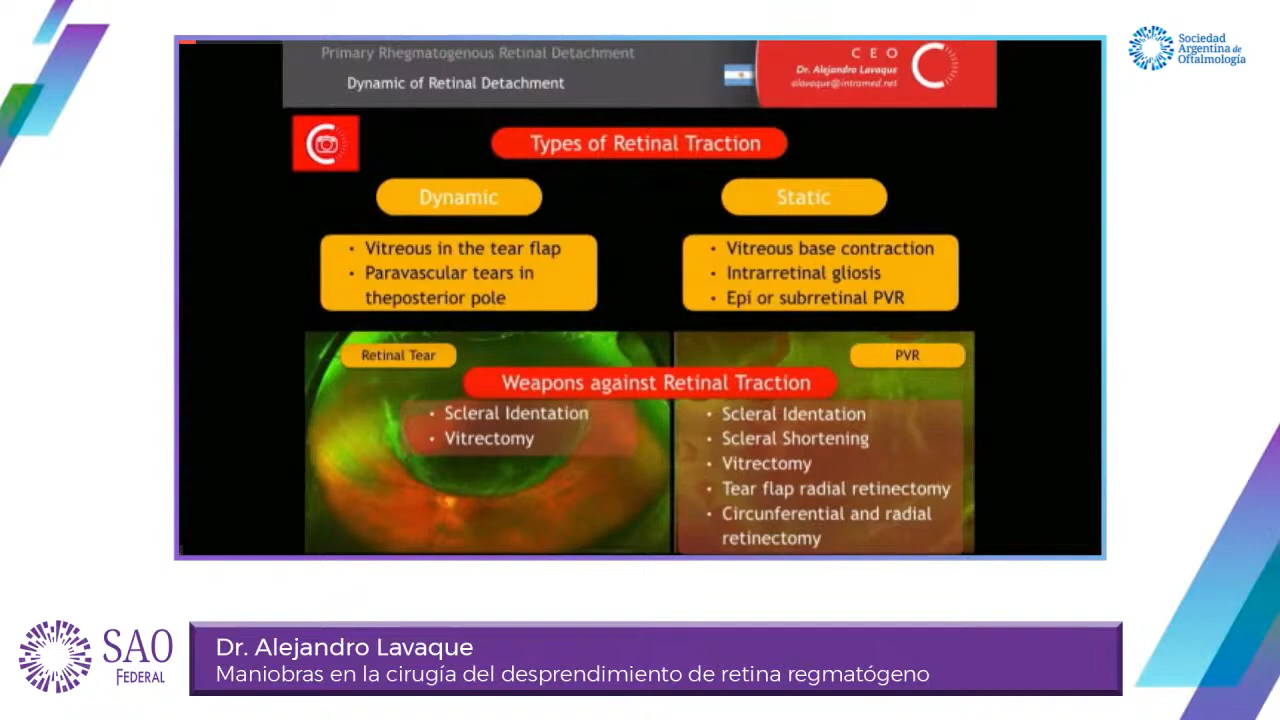 Primary Rhegmatogenous Retinal Detachment
Dynamic of Retinal Detachment
C E O
Dr. Alejandro Lavaque
alavaque@intramed.net
Sociedad
Argentina de
Oftalmología
Types of Retinal Traction
Dynamic
Static
• Vitreous in the tear flap
• Paravascular tears in
theposterior pole
• Vitreous base contraction
• Intrarretinal gliosis
• Epi or subrretinal PVR
Retinal Tear
PVR
Weapons against Retinal Traction
• Scleral Identation
• Vitrectomy
• Scleral Identation
• Scleral Shortening
• Vitrectomy
• Tear flap radial retinectomy
• Circunferential and radial
retinectomy
SAO
FEDERAL
Dr. Alejandro Lavaque
Maniobras en la cirugía del desprendimiento de retina regmatógeno